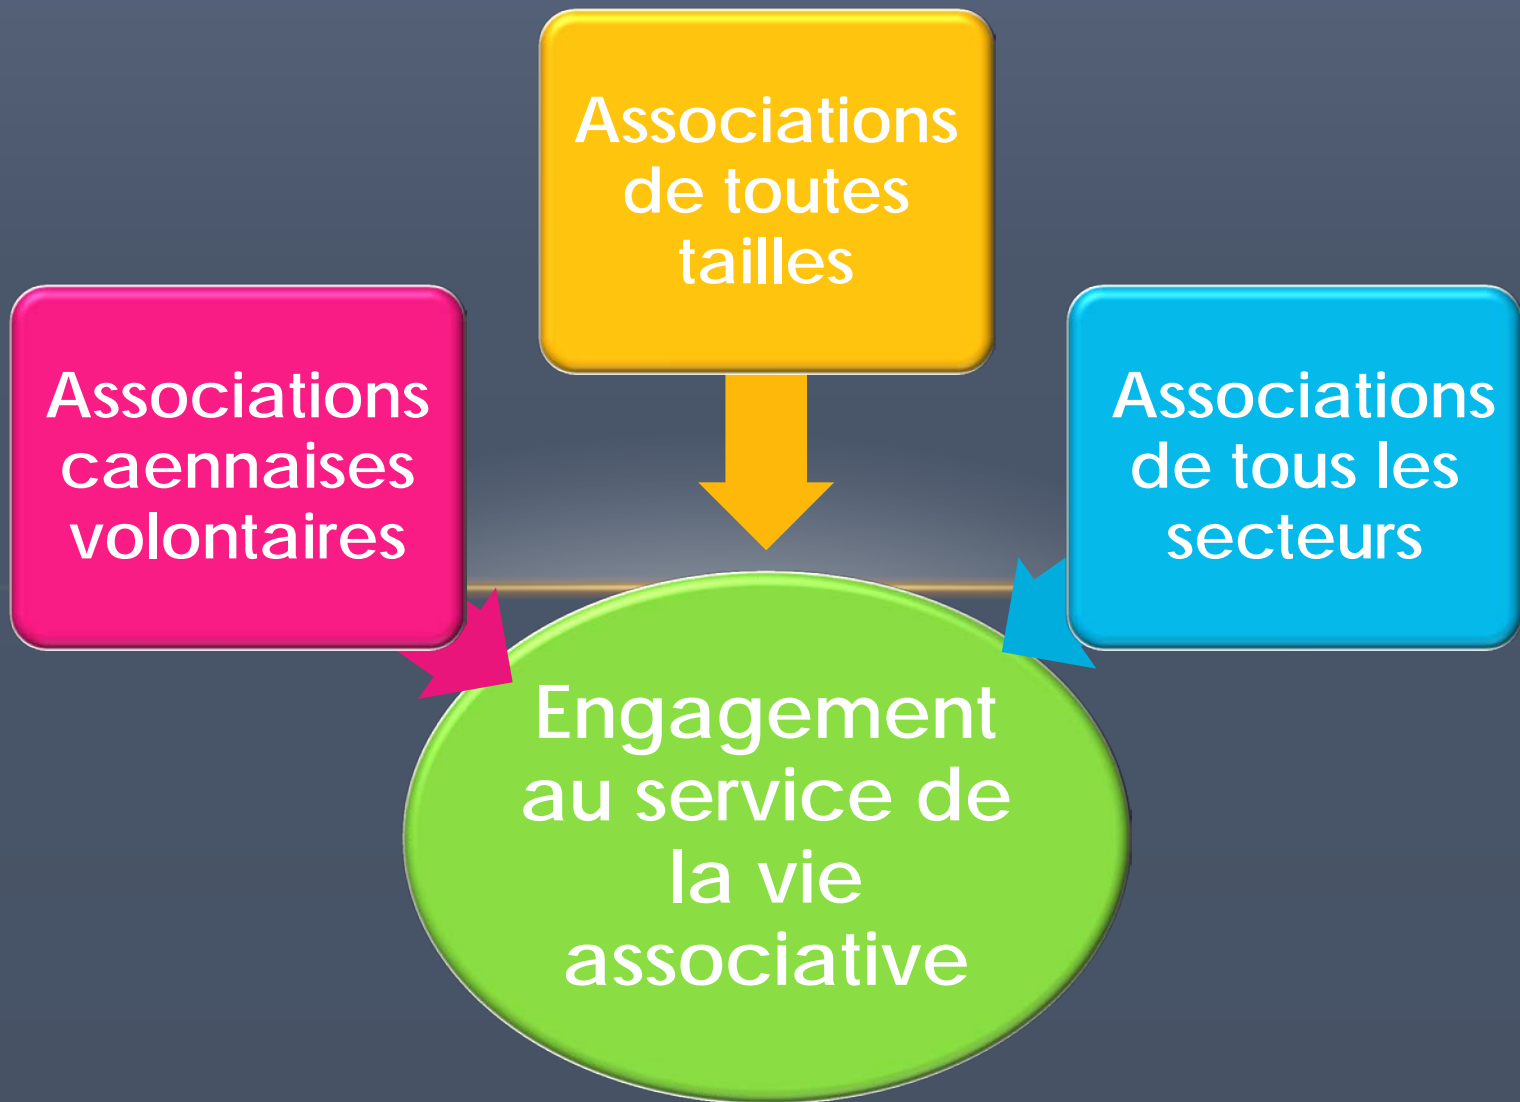 Associations
de toutes
tailles
Associations
caennaises
volontaires
Associations
de tous les
secteurs
Engagement
au service de
la vie
associative